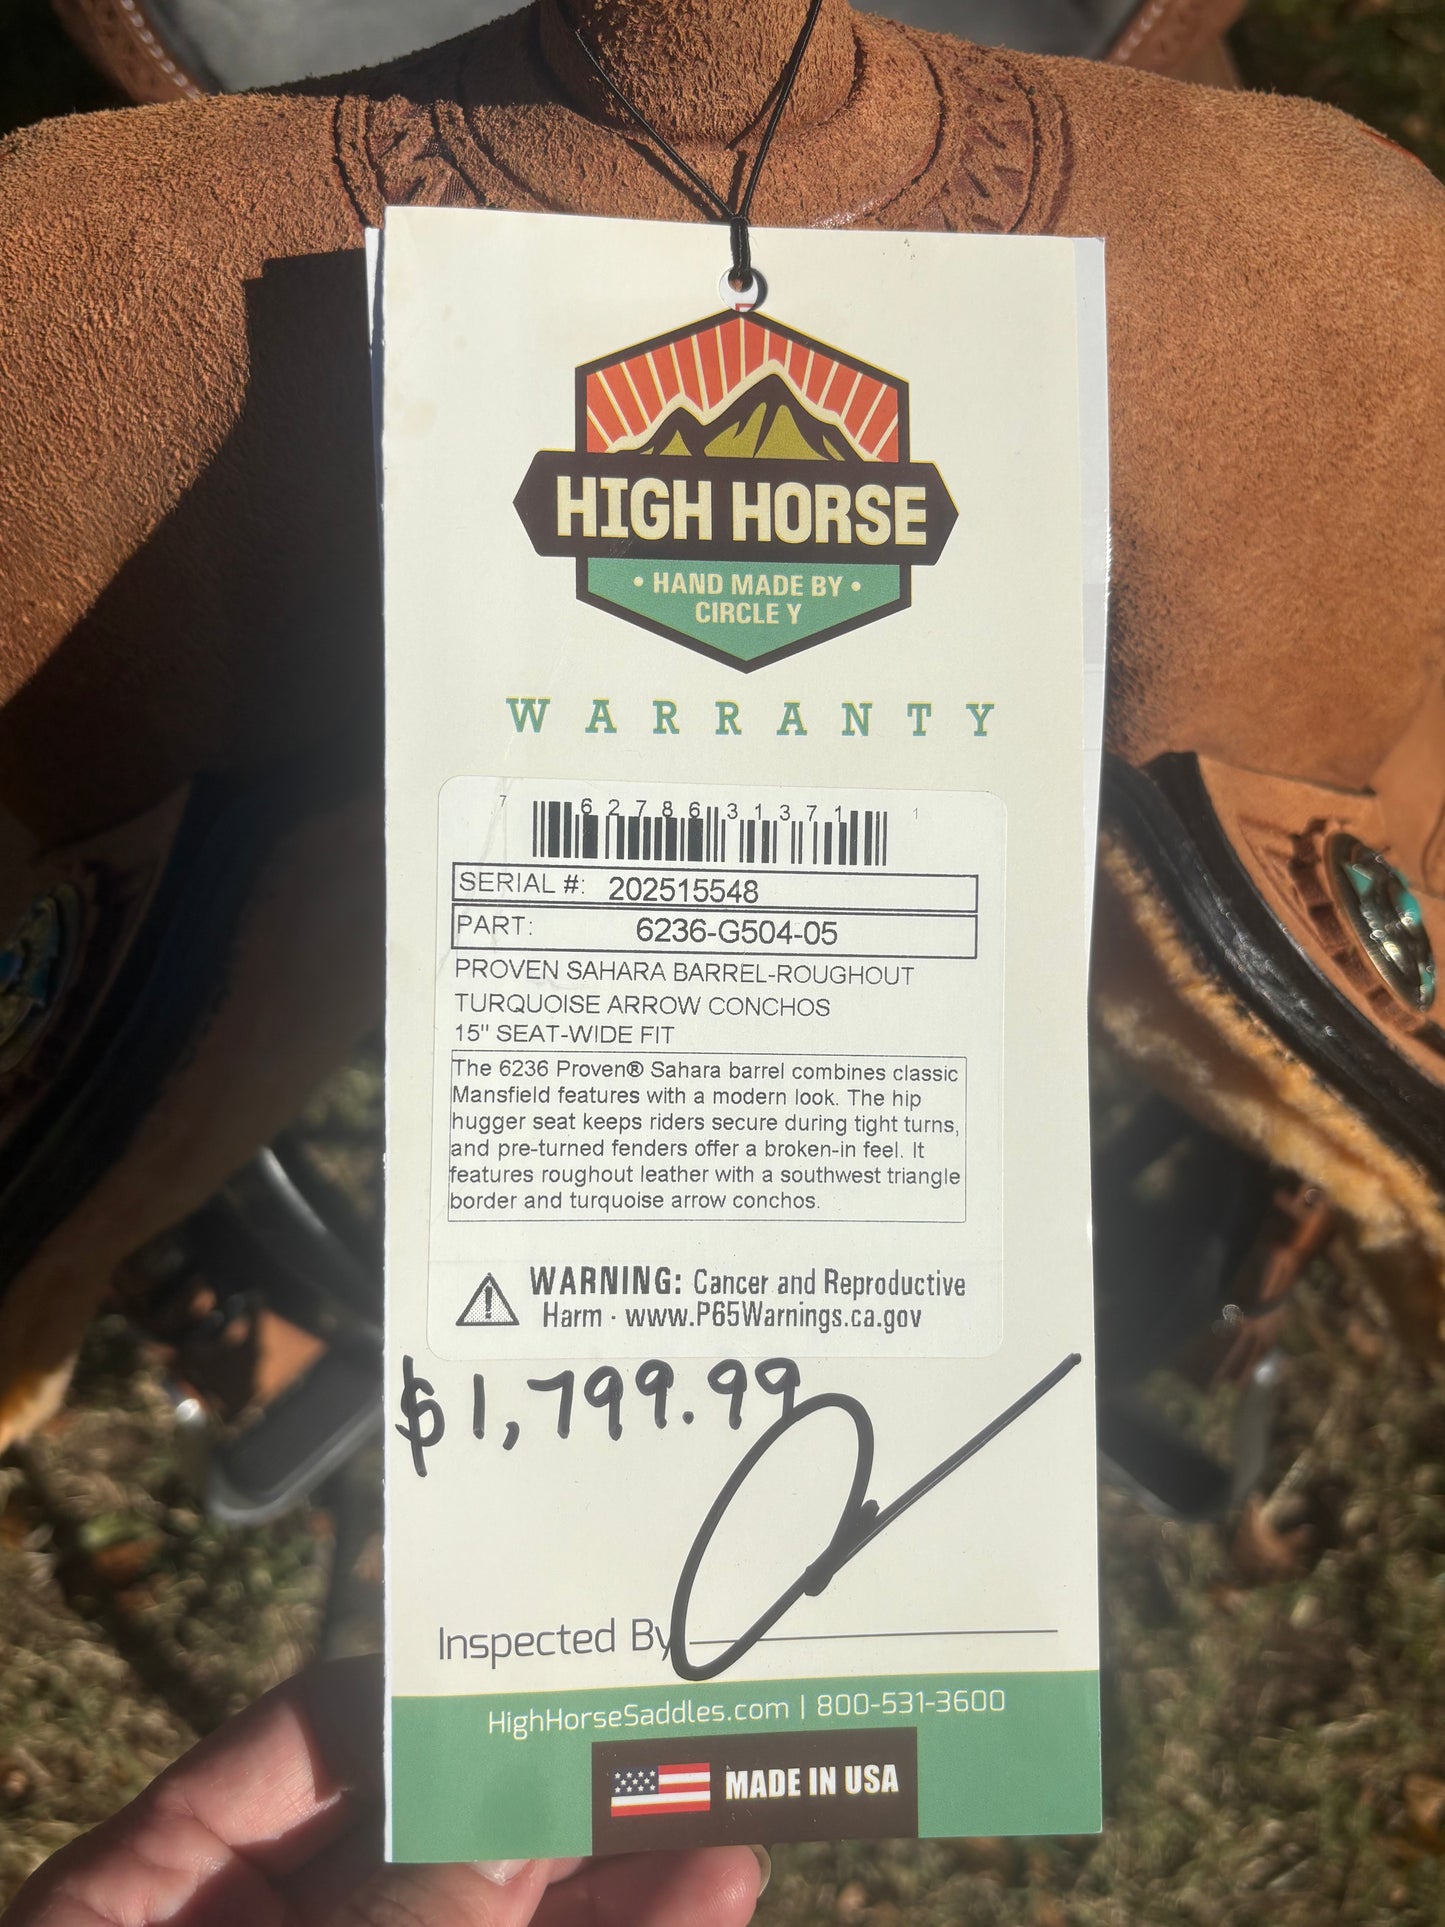 HIGH HORSE
• HAND MADE BY •
CIRCLE Y
WARRANTY
7 62786 31371 1
SERIAL #: 202515548
PART: 6236-G504-05
PROVEN SAHARA BARREL-ROUGHOUT
TURQUOISE ARROW CONCHOS
15" SEAT-WIDE FIT
The 6236 Proven® Sahara barrel combines classic
Mansfield features with a modern look. The hip
hugger seat keeps riders secure during tight turns,
and pre-turned fenders offer a broken-in feel. It
features roughout leather with a southwest triangle
border and turquoise arrow conchos.
WARNING: Cancer and Reproductive
Harm · www.P65Warnings.ca.gov
$1,799.99
Inspected By
HighHorseSaddles.com | 800-531-3600
MADE IN USA